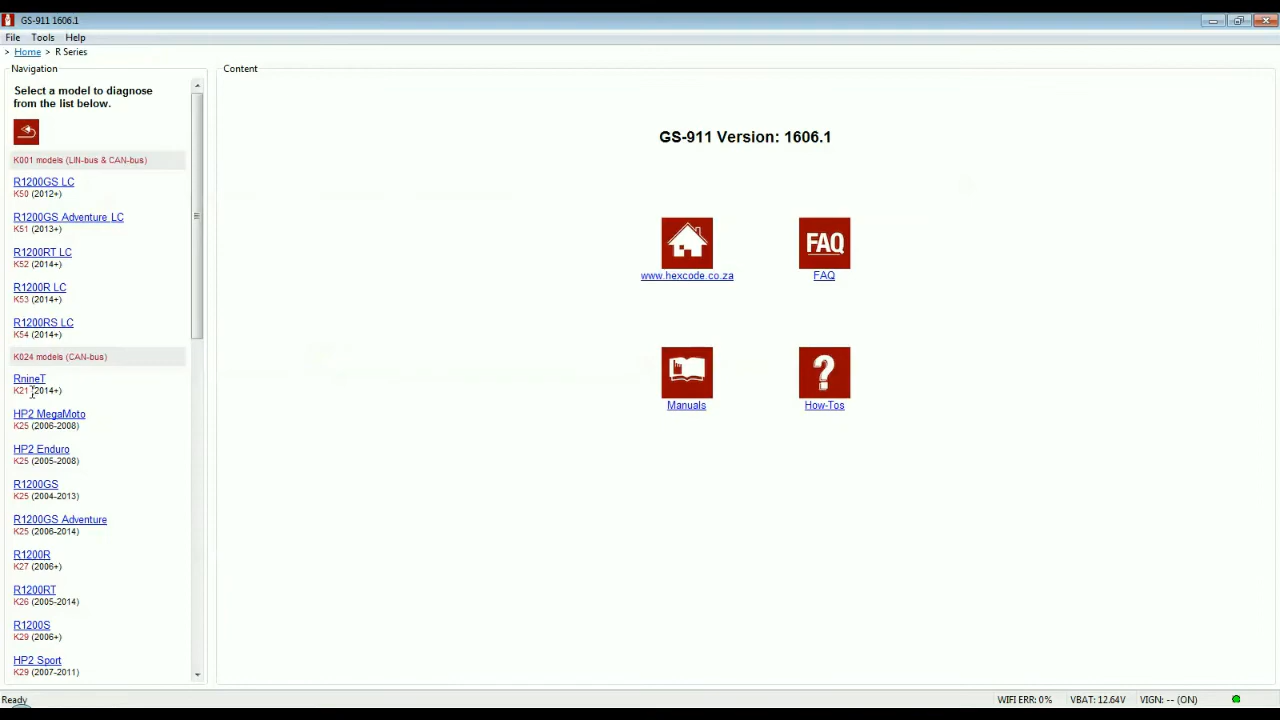 GS-911 1606.1
File Tools Help
> Home > R Series
Navigation
Select a model to diagnose
from the list below.
K001 models (LIN-bus & CAN-bus)
R1200GS LC
K50 (2012+)
R1200GS Adventure LC
K51 (2013+)
R1200RT LC
K52 (2014+)
R1200R LC
K53 (2014+)
R1200RS LC
K54 (2014+)
K024 models (CAN-bus)
RnineT
K21 (2014+)
HP2 MegaMoto
K25 (2006-2008)
HP2 Enduro
K25 (2005-2008)
R1200GS
K25 (2004-2013)
R1200GS Adventure
K25 (2006-2014)
R1200R
K27 (2006+)
R1200RT
K26 (2005-2014)
R1200S
K29 (2006+)
HP2 Sport
K29 (2007-2011)
Content
GS-911 Version: 1606.1
FAQ
www.hexcode.co.za FAQ
?
Manuals How-Tos
Ready WIFI ERR: 0% VBAT: 12.64V VIGN: -- (ON)